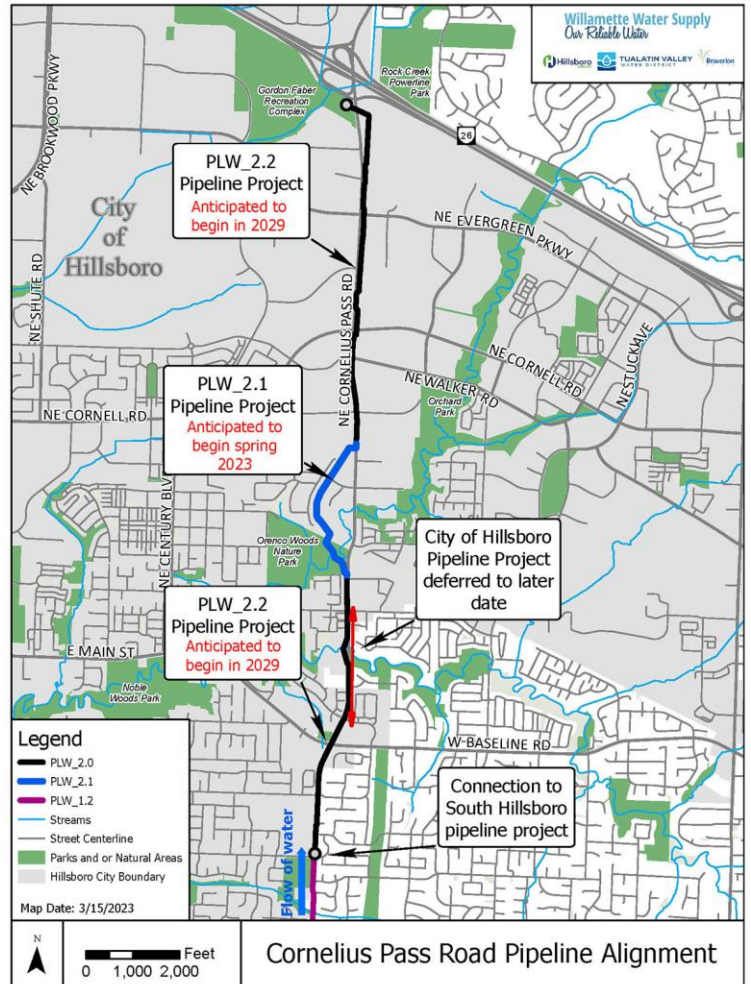 Willamette Water Supply
Our Reliable Water
Hillsboro
TUALATIN VALLEY
WATER DISTRICT
Beaverton
NE BROOKWOOD PKWY
Gordon Faber
Recreation
Complex
Rock Creek
Powerline
Park
26
PLW_2.2
Pipeline Project
Anticipated to
begin in 2029
City
of
Hillsboro
NE EVERGREEN PKWY
NE SHUTE RD
NE CORNELIUS PASS RD
NE CORNELL RD
NESTUCKAVE
NEWALKER RD
PLW_2.1
Pipeline Project
Anticipated to
begin spring
2023
NE CORNELL RD
Orchard
Park
NE CENTURY BLV
Orenco Woods
Nature
Park
City of Hillsboro
Pipeline Project
deferred to later
date
PLW_2.2
Pipeline Project
Anticipated to
begin in 2029
E MAIN ST
Noble
Woods Park
W BASELINE RD
Legend
PLW_2.0
PLW_2.1
PLW_1.2
Streams
Street Centerline
Parks and or Natural Areas
Hillsboro City Boundary
Map Date: 3/15/2023
Connection to
South Hillsboro
pipeline project
Flow of water
N
Feet
0 1,000 2,000
Cornelius Pass Road Pipeline Alignment